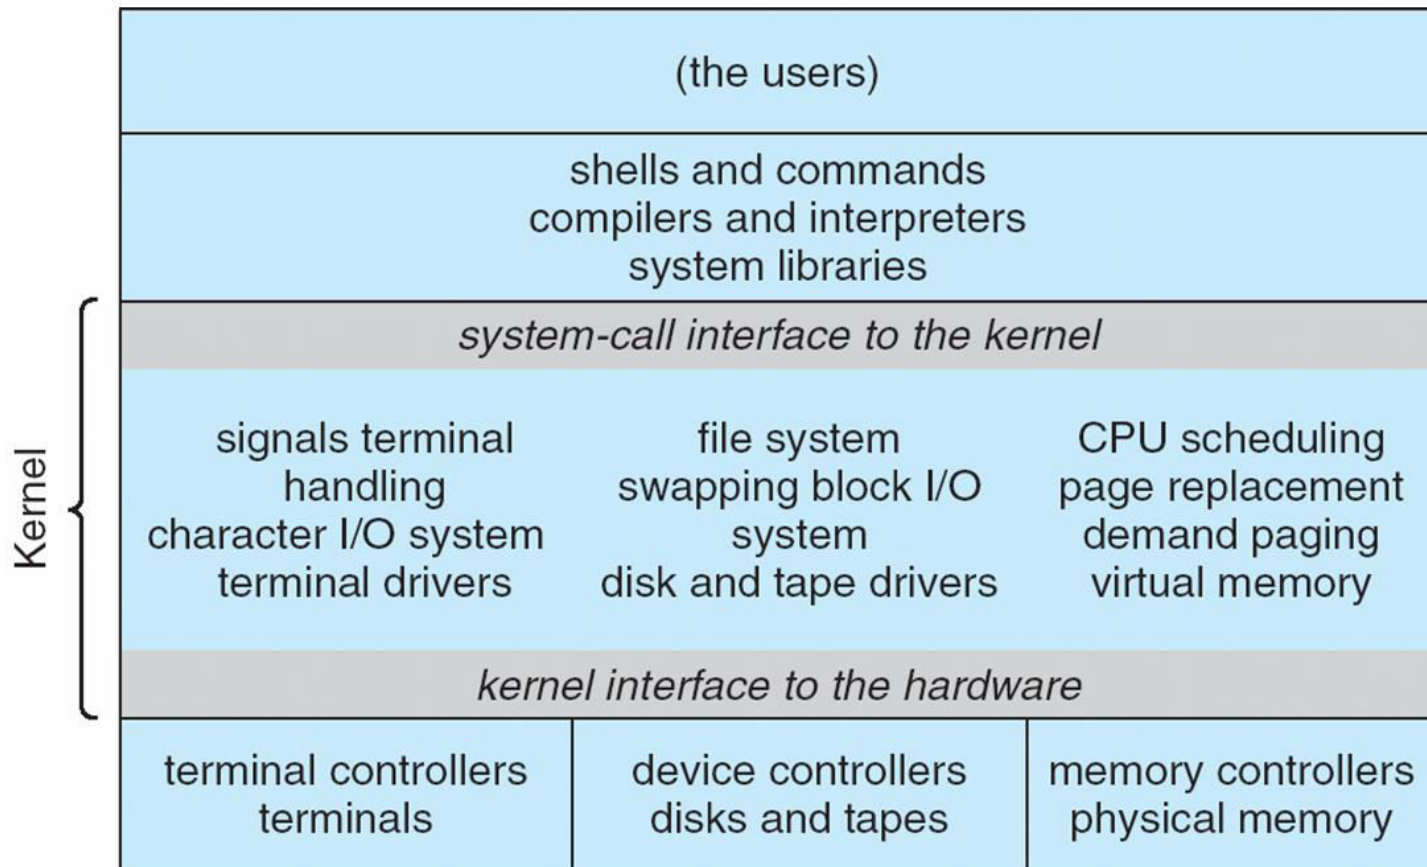 (the users)
shells and commands
compilers and interpreters
system libraries
system-call interface to the kernel
Kernel
signals terminal
handling
character I/O system
terminal drivers
file system
swapping block I/O
system
disk and tape drivers
CPU scheduling
page replacement
demand paging
virtual memory
kernel interface to the hardware
terminal controllers
terminals
device controllers
disks and tapes
memory controllers
physical memory